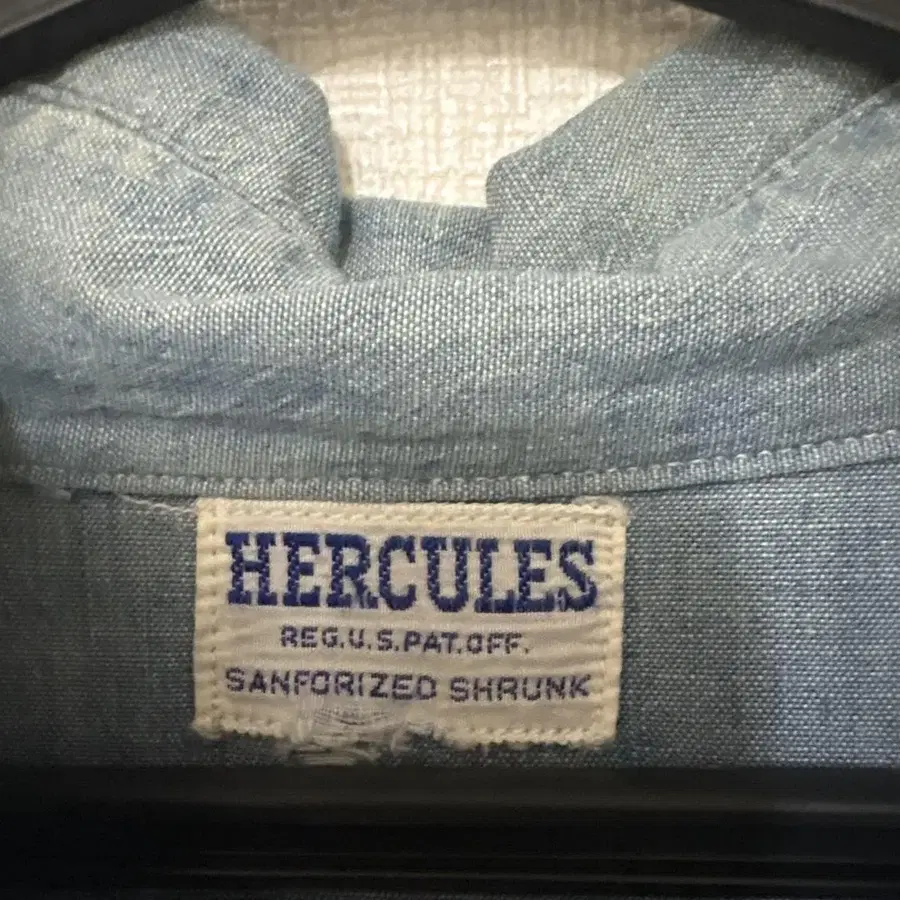 HERCULES
REG.U.S.PAT.OFF.
SANFORIZED SHRUNK